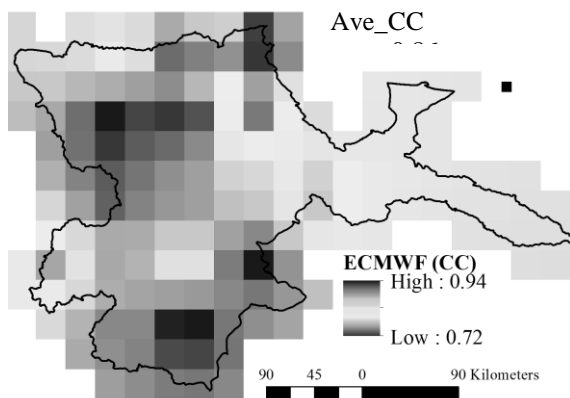 Ave_CC
ECMWF (CC)
High : 0.94
Low : 0.72
90 45 0 90 Kilometers